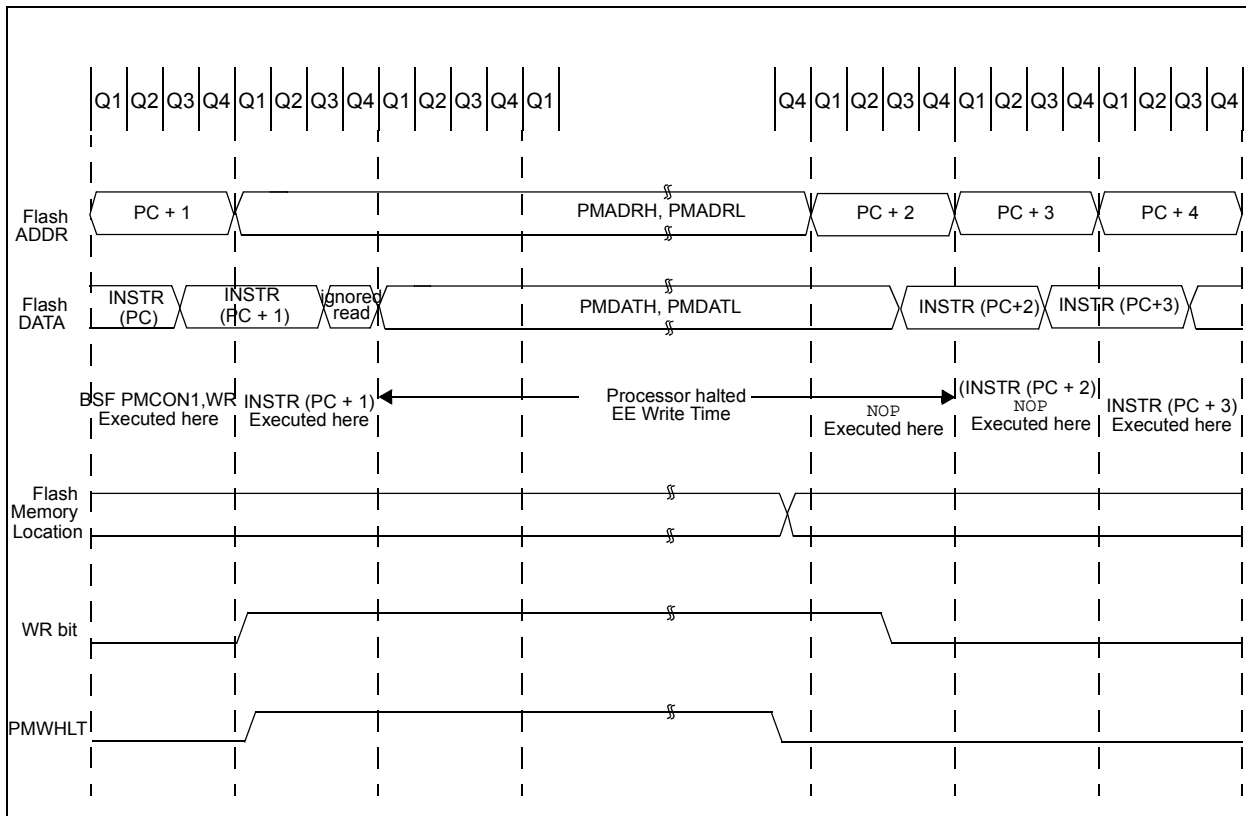 Q1 Q2 Q3 Q4 Q1 Q2 Q3 Q4 Q1 Q2 Q3 Q4 Q1 Q4 Q1 Q2 Q3 Q4 Q1 Q2 Q3 Q4 Q1 Q2 Q3 Q4
Flash
ADDR
PC + 1
PMADRH, PMADRL
PC + 2
PC + 3
PC + 4
Flash
DATA
INSTR
(PC)
INSTR
(PC + 1)
ignored
read
PMDATH, PMDATL
INSTR (PC+2)
INSTR (PC+3)
BSF PMCON1,WR
Executed here
INSTR (PC + 1)
Executed here
Processor halted
EE Write Time
NOP
Executed here
(INSTR (PC + 2)
NOP
Executed here
INSTR (PC + 3)
Executed here
Flash
Memory
Location
WR bit
PMWHLT